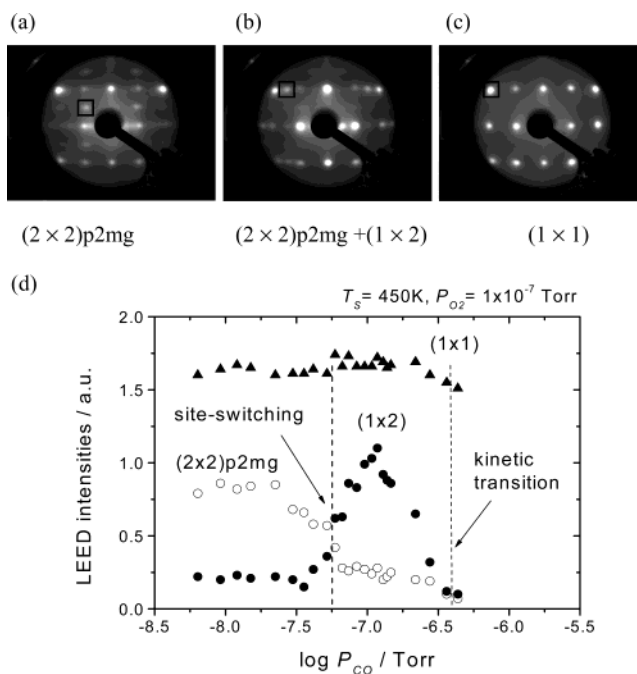 (a) (b) (c)
(2 × 2)p2mg (2 × 2)p2mg +(1 × 2) (1 × 1)
(d)
T_S= 450K, P_O2= 1x10^-7 Torr
2.0
(1x1)
1.5
site-switching
(1x2)
(2x2)p2mg
1.0
kinetic
transition
0.5
0.0
LEED intensities / a.u.
-8.5 -8.0 -7.5 -7.0 -6.5 -6.0 -5.5
log P_CO / Torr